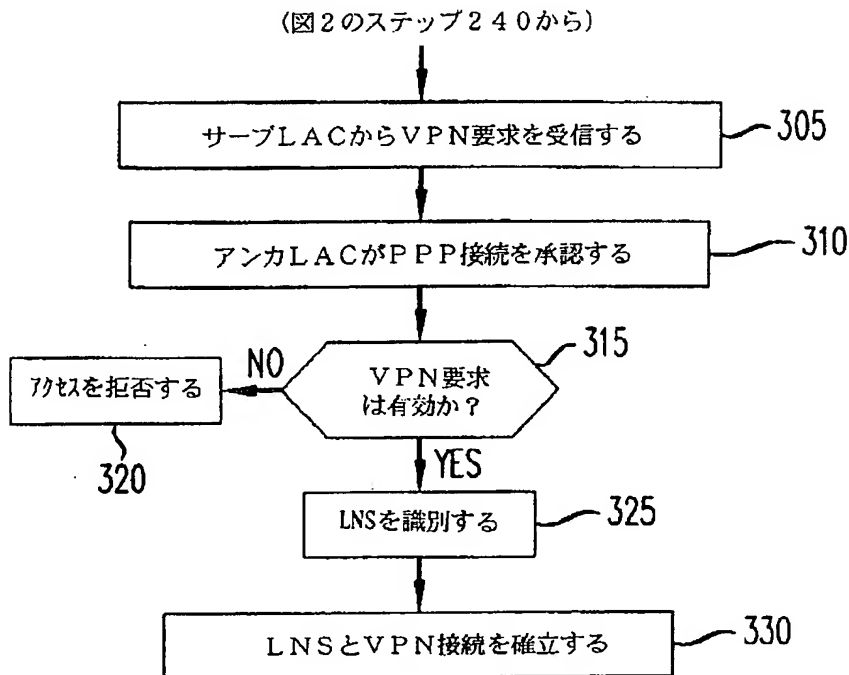 (図2のステップ240から)
サーブLACからVPN要求を受信する
305
アンカLACがPPP接続を承認する
310
VPN要求
は有効か?
315
NO
アクセスを拒否する
320
YES
LNSを識別する
325
LNSとVPN接続を確立する
330